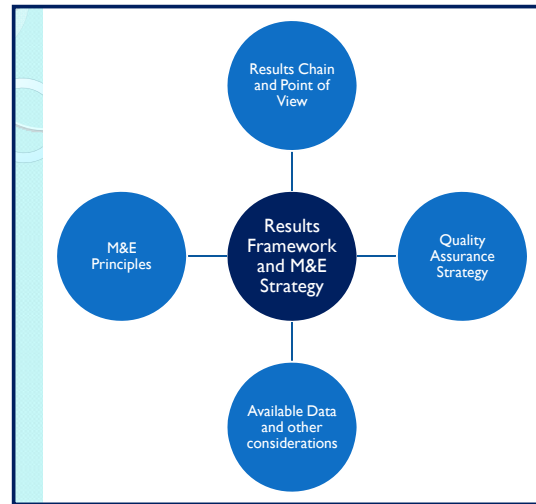 Results Chain
and Point of
View
M&E
Principles
Results
Framework
and M&E
Strategy
Quality
Assurance
Strategy
Available Data
and other
considerations